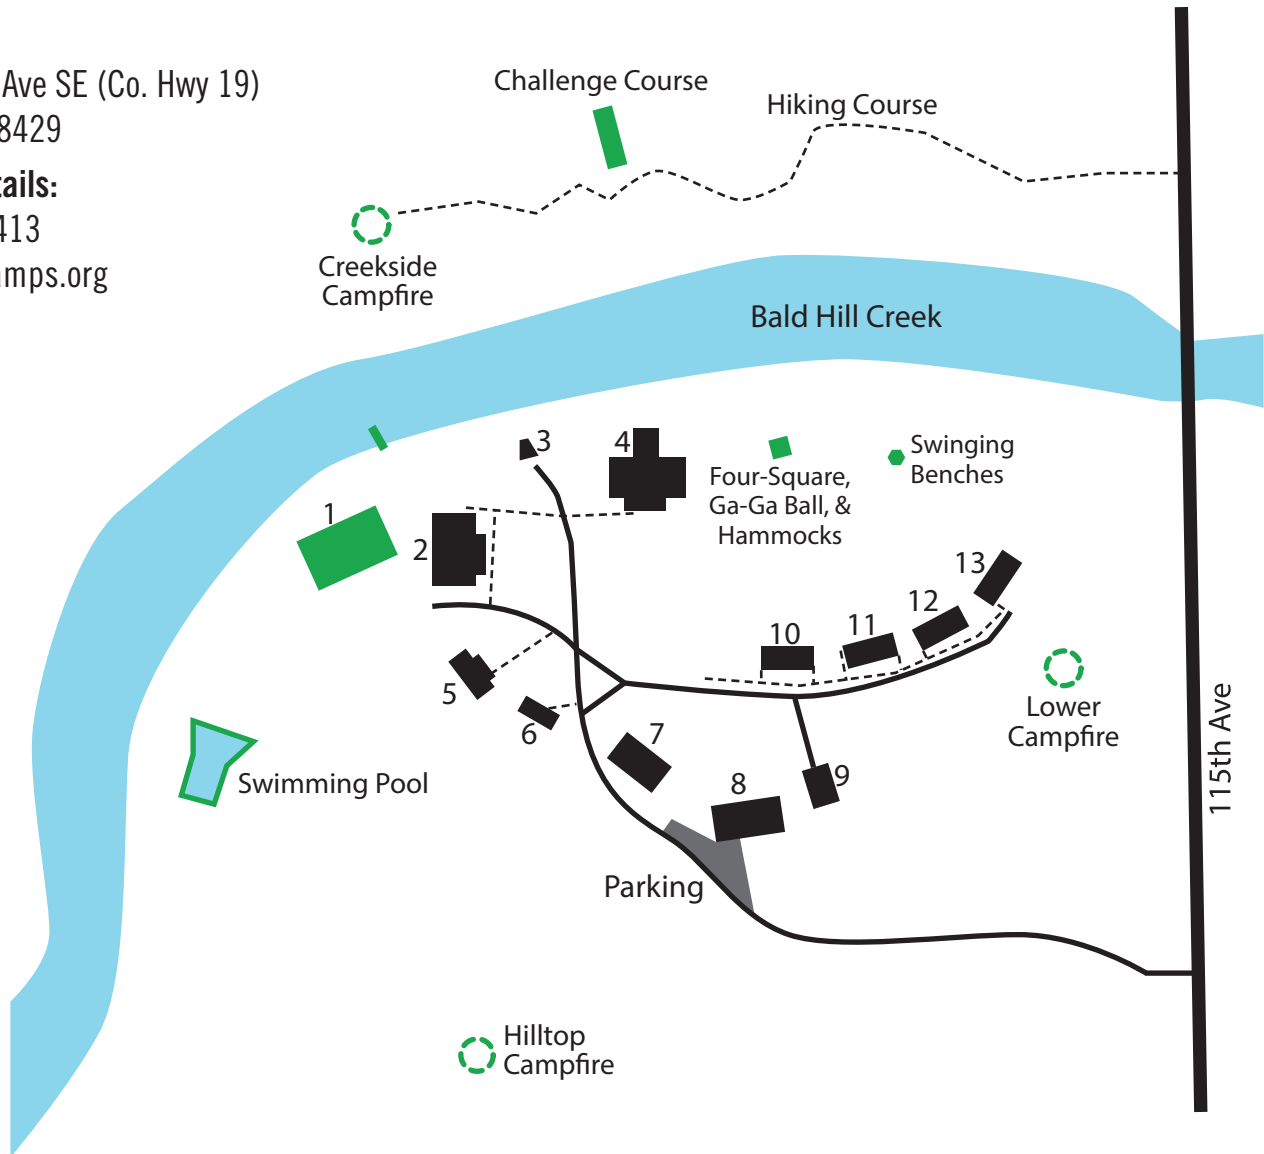 Ave SE (Co. Hwy 19)
8429
tails:
413
amps.org
Challenge Course
Hiking Course
Creekside
Campfire
Bald Hill Creek
1
2
3
4
Four-Square,
Ga-Ga Ball, &
Hammocks
Swinging
Benches
5
6
7
8
9
10
11
12
13
Lower
Campfire
115th Ave
Swimming Pool
Parking
Hilltop
Campfire